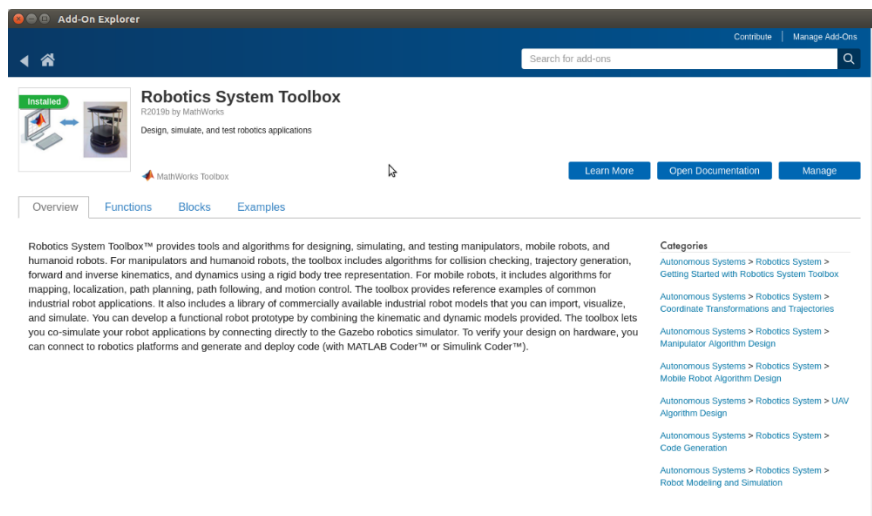 Add-On Explorer
Contribute | Manage Add-Ons
Search for add-ons
Installed
Robotics System Toolbox
R2019b by MathWorks
Design, simulate, and test robotics applications
MathWorks Toolbox
Learn More
Open Documentation
Manage
Overview
Functions
Blocks
Examples
Robotics System Toolbox™ provides tools and algorithms for designing, simulating, and testing manipulators, mobile robots, and
humanoid robots. For manipulators and humanoid robots, the toolbox includes algorithms for collision checking, trajectory generation,
forward and inverse kinematics, and dynamics using a rigid body tree representation. For mobile robots, it includes algorithms for
mapping, localization, path planning, path following, and motion control. The toolbox provides reference examples of common
industrial robot applications. It also includes a library of commercially available industrial robot models that you can import, visualize,
and simulate. You can develop a functional robot prototype by combining the kinematic and dynamic models provided. The toolbox lets
you co-simulate your robot applications by connecting directly to the Gazebo robotics simulator. To verify your design on hardware, you
can connect to robotics platforms and generate and deploy code (with MATLAB Coder™ or Simulink Coder™).
Categories
Autonomous Systems > Robotics System >
Getting Started with Robotics System Toolbox
Autonomous Systems > Robotics System >
Coordinate Transformations and Trajectories
Autonomous Systems > Robotics System >
Manipulator Algorithm Design
Autonomous Systems > Robotics System >
Mobile Robot Algorithm Design
Autonomous Systems > Robotics System > UAV
Algorithm Design
Autonomous Systems > Robotics System >
Code Generation
Autonomous Systems > Robotics System >
Robot Modeling and Simulation